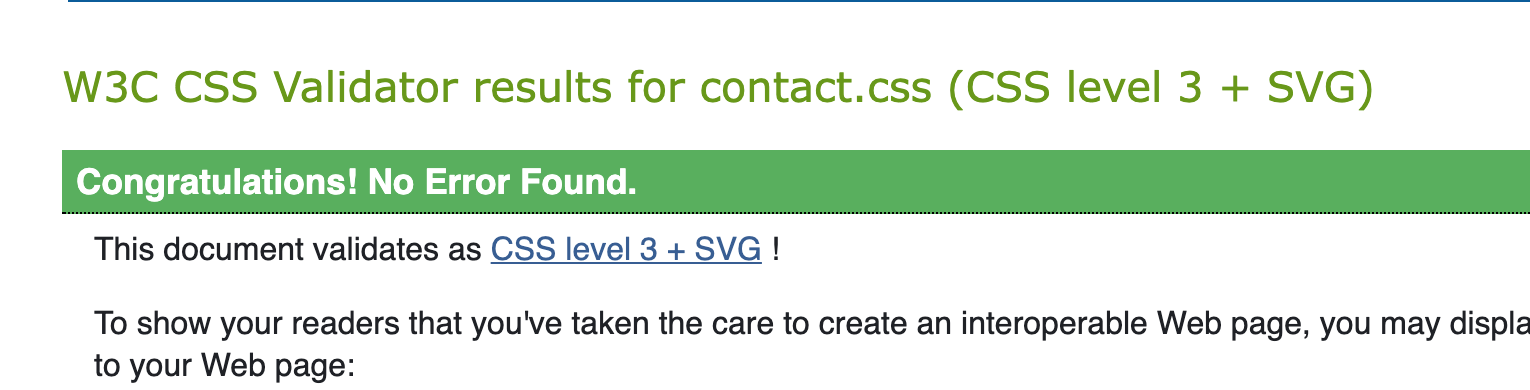 W3C CSS Validator results for contact.css (CSS level 3 + SVG)
Congratulations! No Error Found.
This document validates as CSS level 3 + SVG !
To show your readers that you've taken the care to create an interoperable Web page, you may displa
to your Web page: